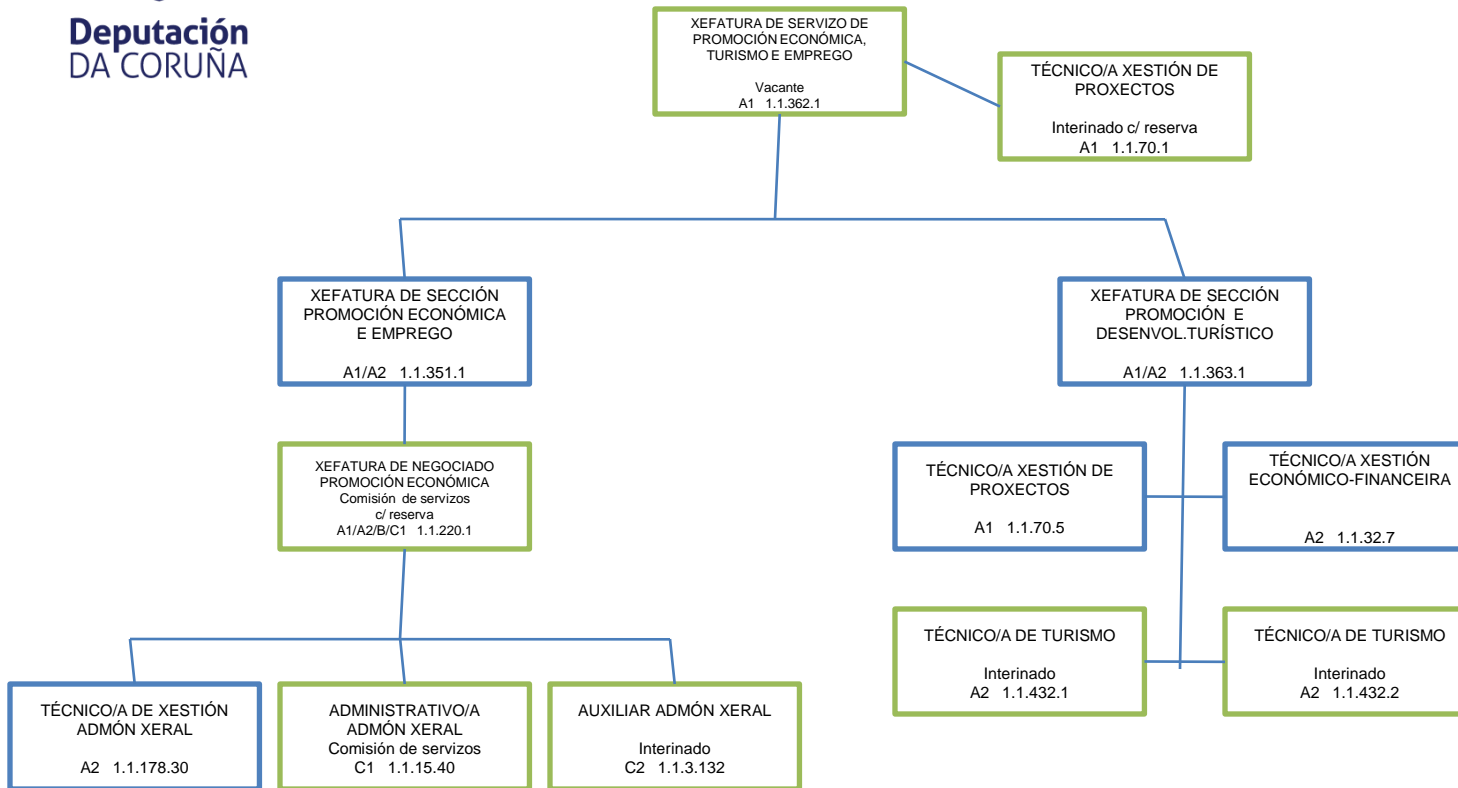 Deputación
DA CORUÑA
XEFATURA DE SERVIZO DE
PROMOCIÓN ECONÓMICA,
TURISMO E EMPREGO
Vacante
A1 1.1.362.1
TÉCNICO/A XESTIÓN DE
PROXECTOS
Interinado c/ reserva
A1 1.1.70.1
XEFATURA DE SECCIÓN
PROMOCIÓN ECONÓMICA
E EMPREGO
A1/A2 1.1.351.1
XEFATURA DE SECCIÓN
PROMOCIÓN E
DESENVOL.TURÍSTICO
A1/A2 1.1.363.1
XEFATURA DE NEGOCIADO
PROMOCIÓN ECONÓMICA
Comisión de servizos
c/ reserva
A1/A2/B/C1 1.1.220.1
TÉCNICO/A XESTIÓN DE
PROXECTOS
A1 1.1.70.5
TÉCNICO/A XESTIÓN
ECONÓMICO-FINANCEIRA
A2 1.1.32.7
TÉCNICO/A DE TURISMO
Interinado
A2 1.1.432.1
TÉCNICO/A DE TURISMO
Interinado
A2 1.1.432.2
TÉCNICO/A DE XESTIÓN
ADMÓN XERAL
A2 1.1.178.30
ADMINISTRATIVO/A
ADMÓN XERAL
Comisión de servizos
C1 1.1.15.40
AUXILIAR ADMÓN XERAL
Interinado
C2 1.1.3.132